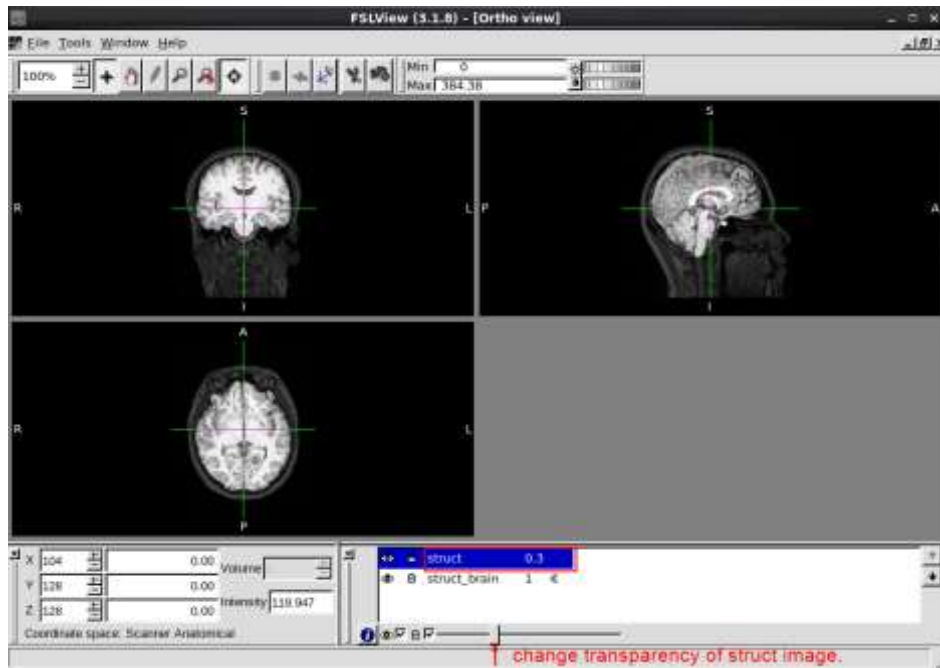 FSLView (3.1.8) - [Ortho view]
File Tools Window Help
100%
Min 0
Max 384.38
S
R
L
I
S
P
A
I
A
R
L
P
X 104 0.00 Volume
Y 128 0.00
Z 128 0.00 Intensity 119.947
Coordinate space: Scanner Anatomical
struct 0.3
struct_brain 1
change transparency of struct image.